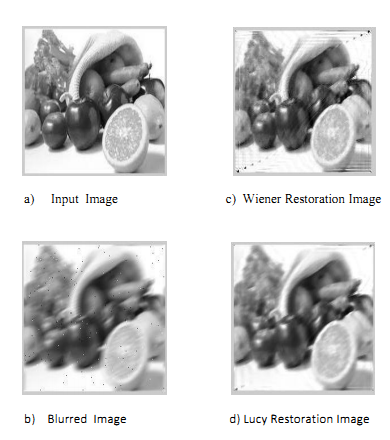 a) Input Image
c) Wiener Restoration Image
b) Blurred Image
d) Lucy Restoration Image